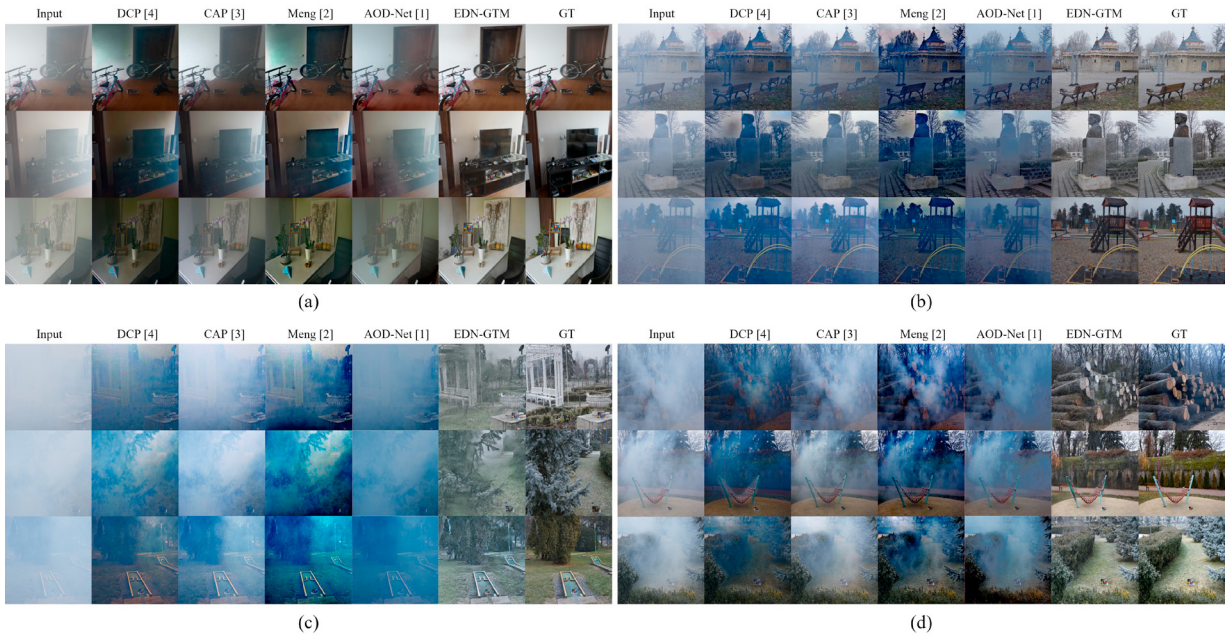 Input DCP [4] CAP [3] Meng [2] AOD-Net [1] EDN-GTM GT
Input DCP [4] CAP [3] Meng [2] AOD-Net [1] EDN-GTM GT
(a)
(b)
Input DCP [4] CAP [3] Meng [2] AOD-Net [1] EDN-GTM GT
Input DCP [4] CAP [3] Meng [2] AOD-Net [1] EDN-GTM GT
(c)
(d)